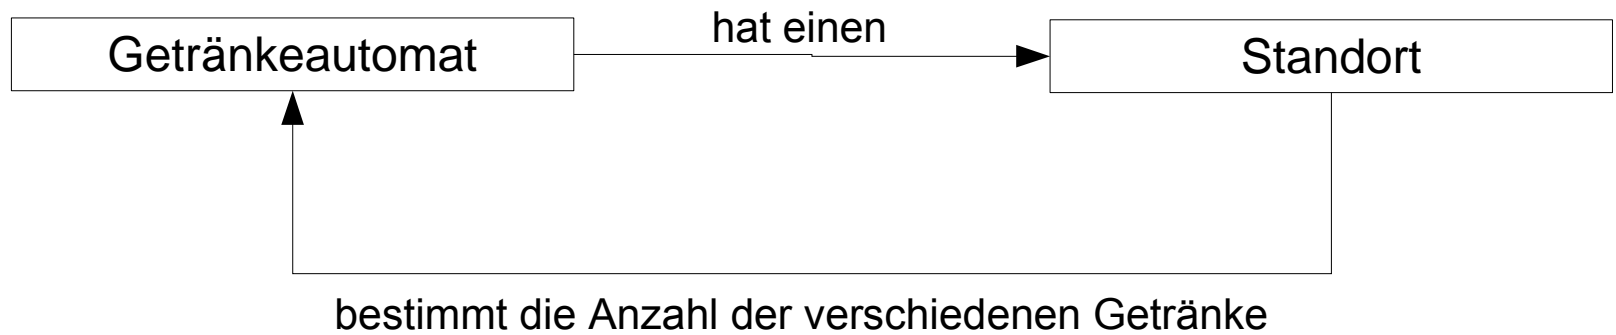 hat einen
Getränkeautomat
Standort
bestimmt die Anzahl der verschiedenen Getränke